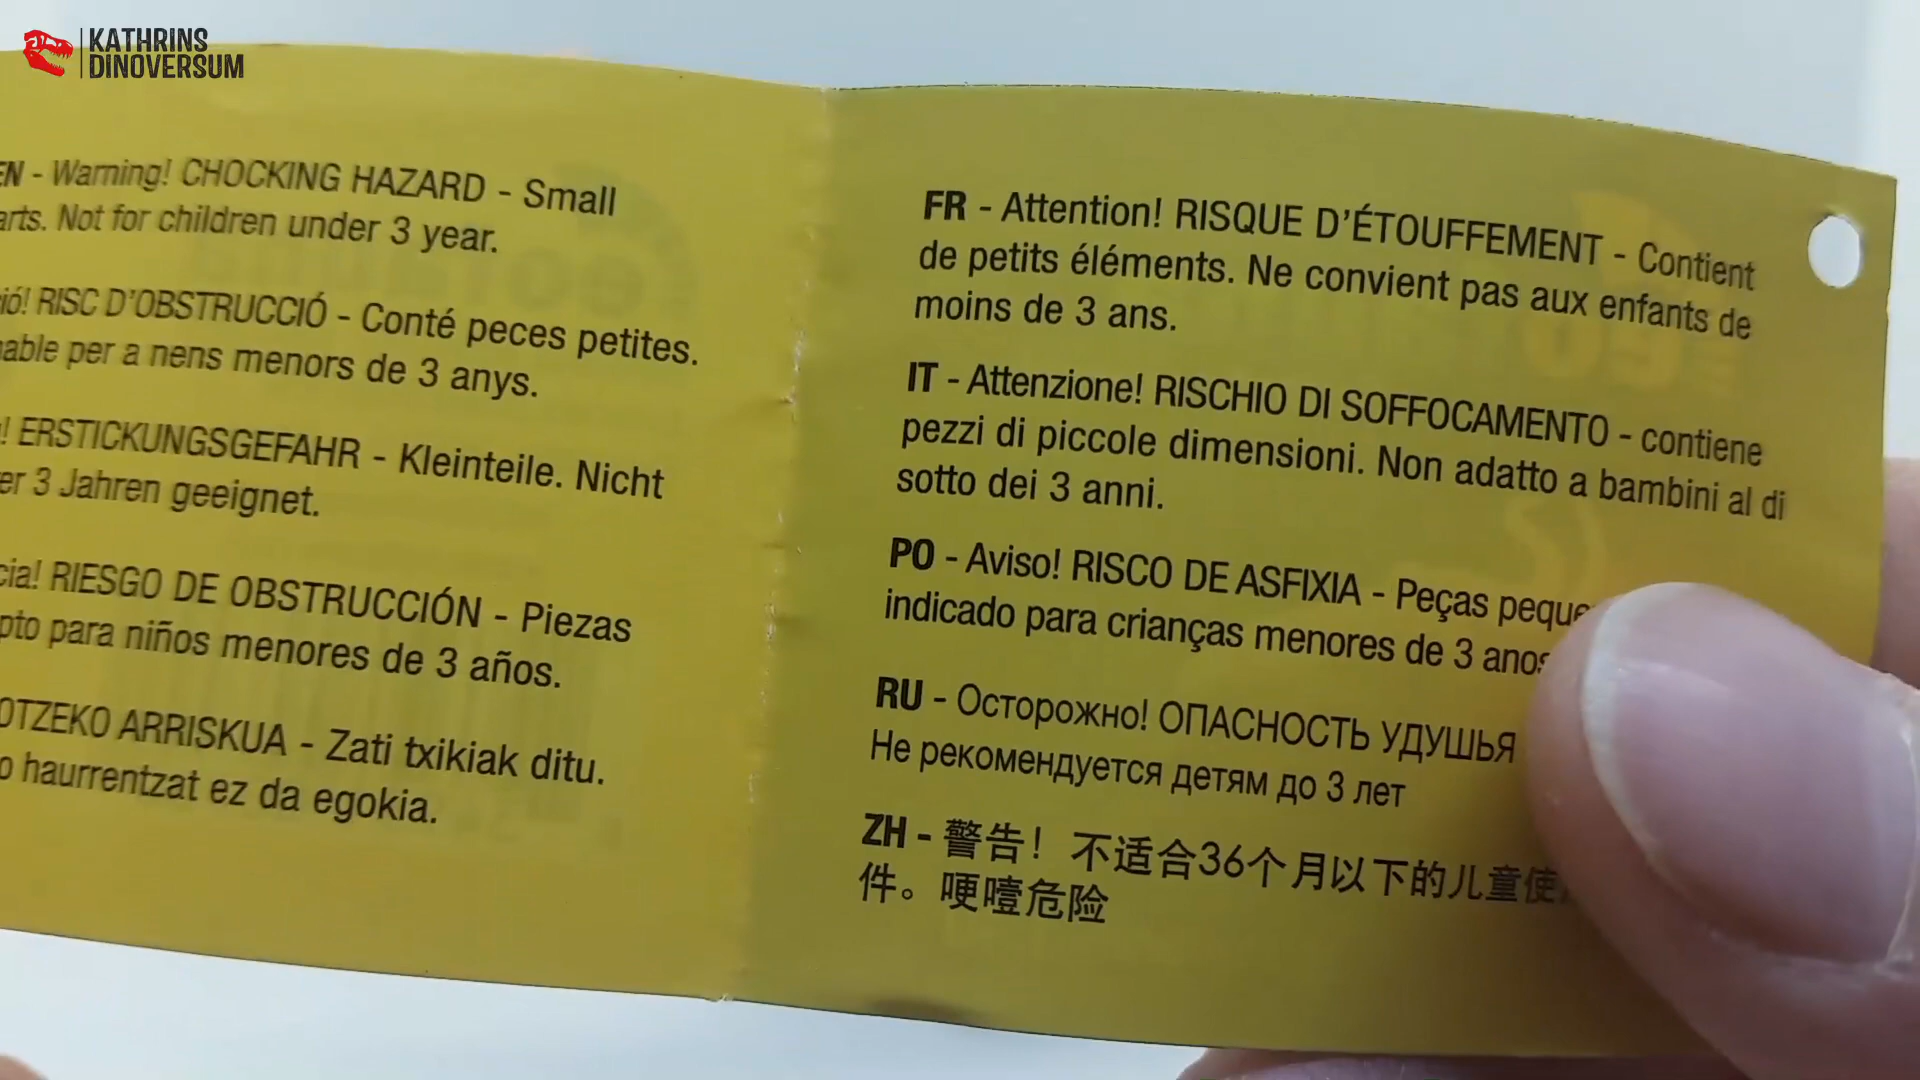 KATHRINS
DINOVERSUM
EN - Warning! CHOCKING HAZARD - Small
arts. Not for children under 3 year.
ió! RISC D'OBSTRUCCIÓ - Conté peces petites.
able per a nens menors de 3 anys.
! ERSTICKUNGSGEFAHR - Kleinteile. Nicht
er 3 Jahren geeignet.
cia! RIESGO DE OBSTRUCCIÓN - Piezas
pto para niños menores de 3 años.
OTZEKO ARRISKUA - Zati txikiak ditu.
o haurrentzat ez da egokia.
FR - Attention! RISQUE D'ÉTOUFFEMENT - Contient
de petits éléments. Ne convient pas aux enfants de
moins de 3 ans.
IT - Attenzione! RISCHIO DI SOFFOCAMENTO - contiene
pezzi di piccole dimensioni. Non adatto a bambini al di
sotto dei 3 anni.
PO - Aviso! RISCO DE ASFIXIA - Peças peque
indicado para crianças menores de 3 anos
RU - Осторожно! ОПАСНОСТЬ УДУШЬЯ
Не рекомендуется детям до 3 лет
ZH - 警告！不适合36个月以下的儿童使
件。哽噎危险